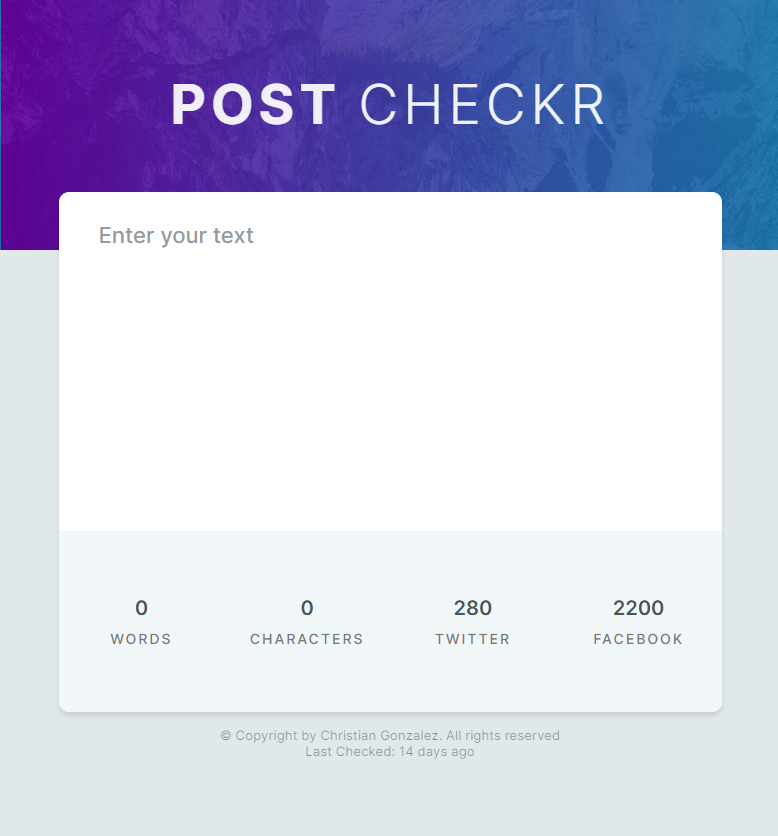 POST CHECKR
Enter your text
0 0 280 2200
WORDS CHARACTERS TWITTER FACEBOOK
© Copyright by Christian Gonzalez. All rights reserved
Last Checked: 14 days ago